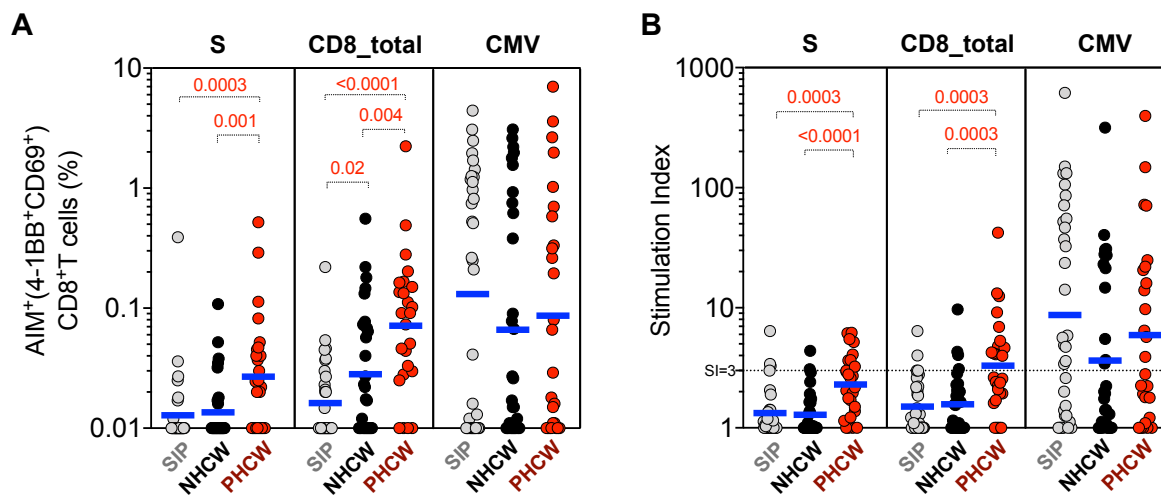 A
S CD8_total CMV
AIM⁺(4-1BB⁺CD69⁺)
CD8⁺T cells (%)
10
1
0.1
0.01
0.0003
0.001
<0.0001
0.004
0.02
SIP NHCW PHCW SIP NHCW PHCW SIP NHCW PHCW
B
S CD8_total CMV
Stimulation Index
1000
100
10
SI=3
1
0.0003
<0.0001
0.0003
0.0003
SIP NHCW PHCW SIP NHCW PHCW SIP NHCW PHCW